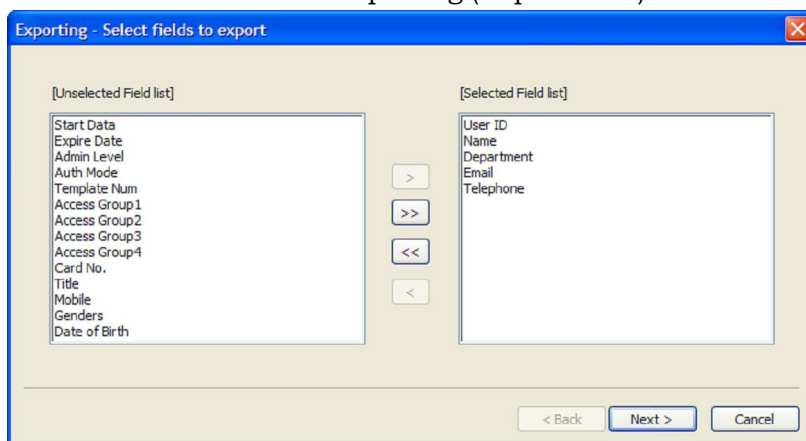 Exporting - Select fields to export
[Unselected Field list]
[Selected Field list]
Start Data
Expire Date
Admin Level
Auth Mode
Template Num
Access Group1
Access Group2
Access Group3
Access Group4
Card No.
Title
Mobile
Genders
Date of Birth
>
>>
<<
<
User ID
Name
Department
Email
Telephone
< Back
Next >
Cancel